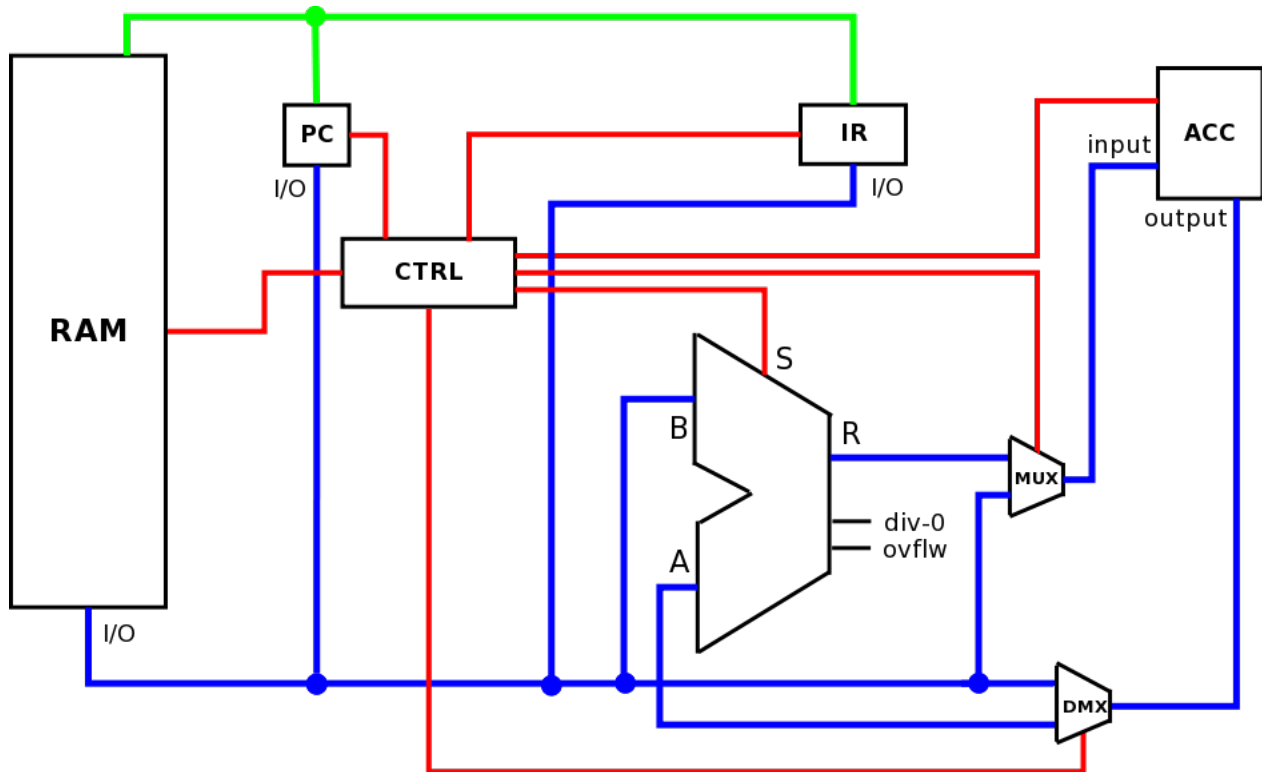 PC
IR
ACC
input
I/O
I/O
output
CTRL
RAM
S
B
R
MUX
div-0
ovflw
A
I/O
DMX